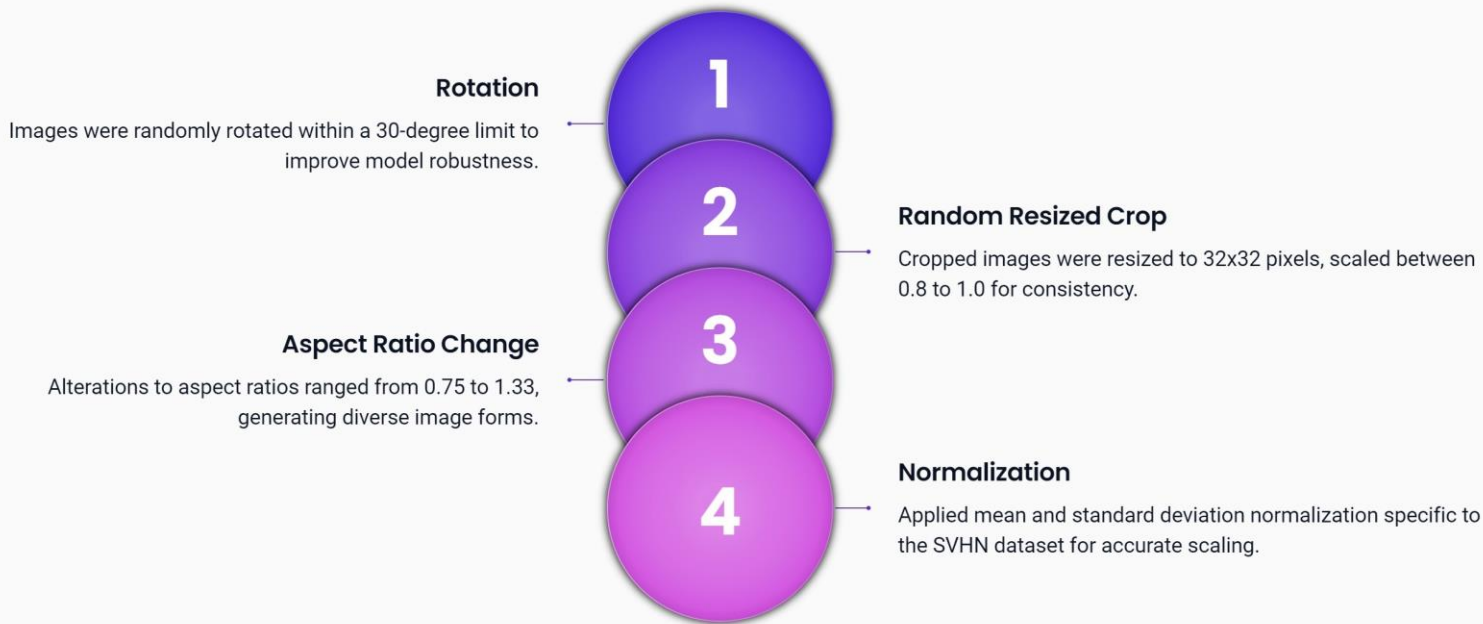 1
Rotation
Images were randomly rotated within a 30-degree limit to
improve model robustness.
2
Random Resized Crop
Cropped images were resized to 32x32 pixels, scaled between
0.8 to 1.0 for consistency.
3
Aspect Ratio Change
Alterations to aspect ratios ranged from 0.75 to 1.33,
generating diverse image forms.
4
Normalization
Applied mean and standard deviation normalization specific to
the SVHN dataset for accurate scaling.